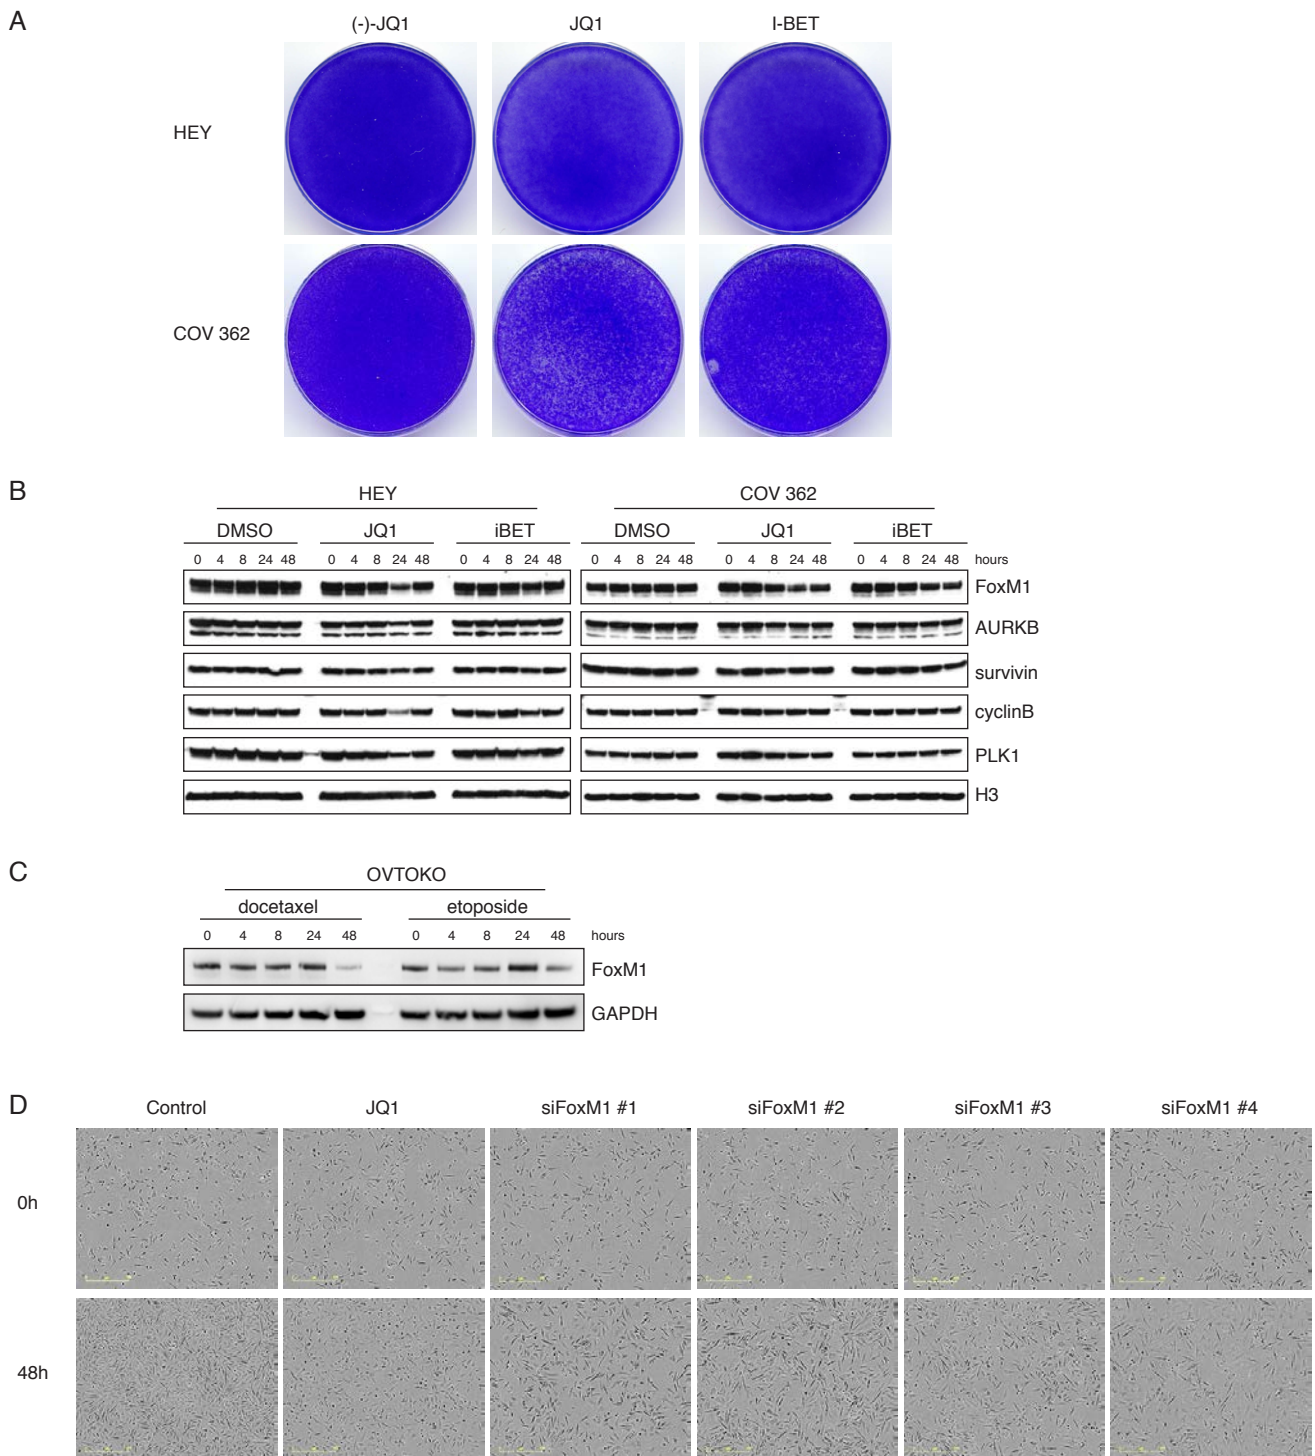 A
(-)-JQ1 JQ1 I-BET
HEY
COV 362
B
HEY COV 362
DMSO JQ1 iBET DMSO JQ1 iBET
0 4 8 24 48 0 4 8 24 48 0 4 8 24 48 0 4 8 24 48 0 4 8 24 48 0 4 8 24 48 hours
FoxM1
AURKB
survivin
cyclinB
PLK1
H3
C
OVTOKO
docetaxel etoposide
0 4 8 24 48 0 4 8 24 48 hours
FoxM1
GAPDH
D
Control JQ1 siFoxM1 #1 siFoxM1 #2 siFoxM1 #3 siFoxM1 #4
0h
48h